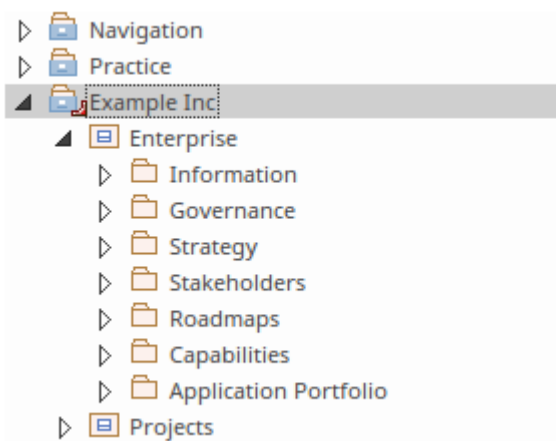 Navigation
Practice
Example Inc
Enterprise
Information
Governance
Strategy
Stakeholders
Roadmaps
Capabilities
Application Portfolio
Projects